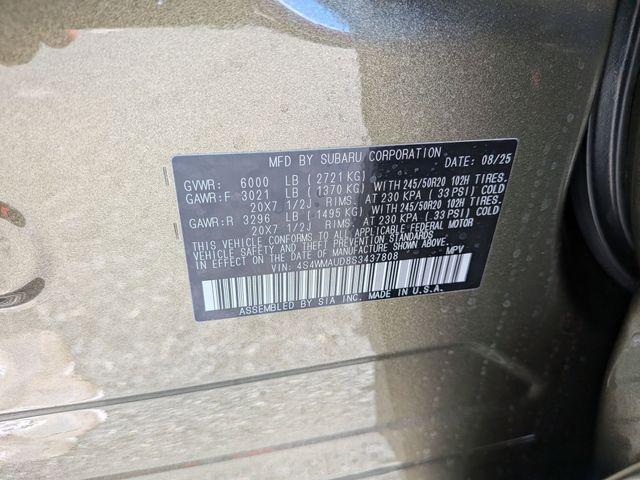 MFD BY SUBARU CORPORATION DATE: 08/25
GVWR: 6000 LB (2721 KG)
GAWR:F 3021 LB (1370 KG) WITH 245/50R20 102H TIRES.
20X7 1/2J RIMS. AT 230 KPA (33PSI) COLD
GAWR:R 3296 LB (1495 KG) WITH 245/50R20 102H TIRES.
20X7 1/2J RIMS. AT 230 KPA (33PSI) COLD
THIS VEHICLE CONFORMS TO ALL APPLICABLE FEDERAL MOTOR
VEHICLE SAFETY AND THEFT PREVENTION STANDARDS
IN EFFECT ON THE DATE OF MANUFACTURE SHOWN ABOVE.
VIN: 4S4WMAUD8S3437808 MPV
ASSEMBLED BY SIA INC. MADE IN U.S.A.